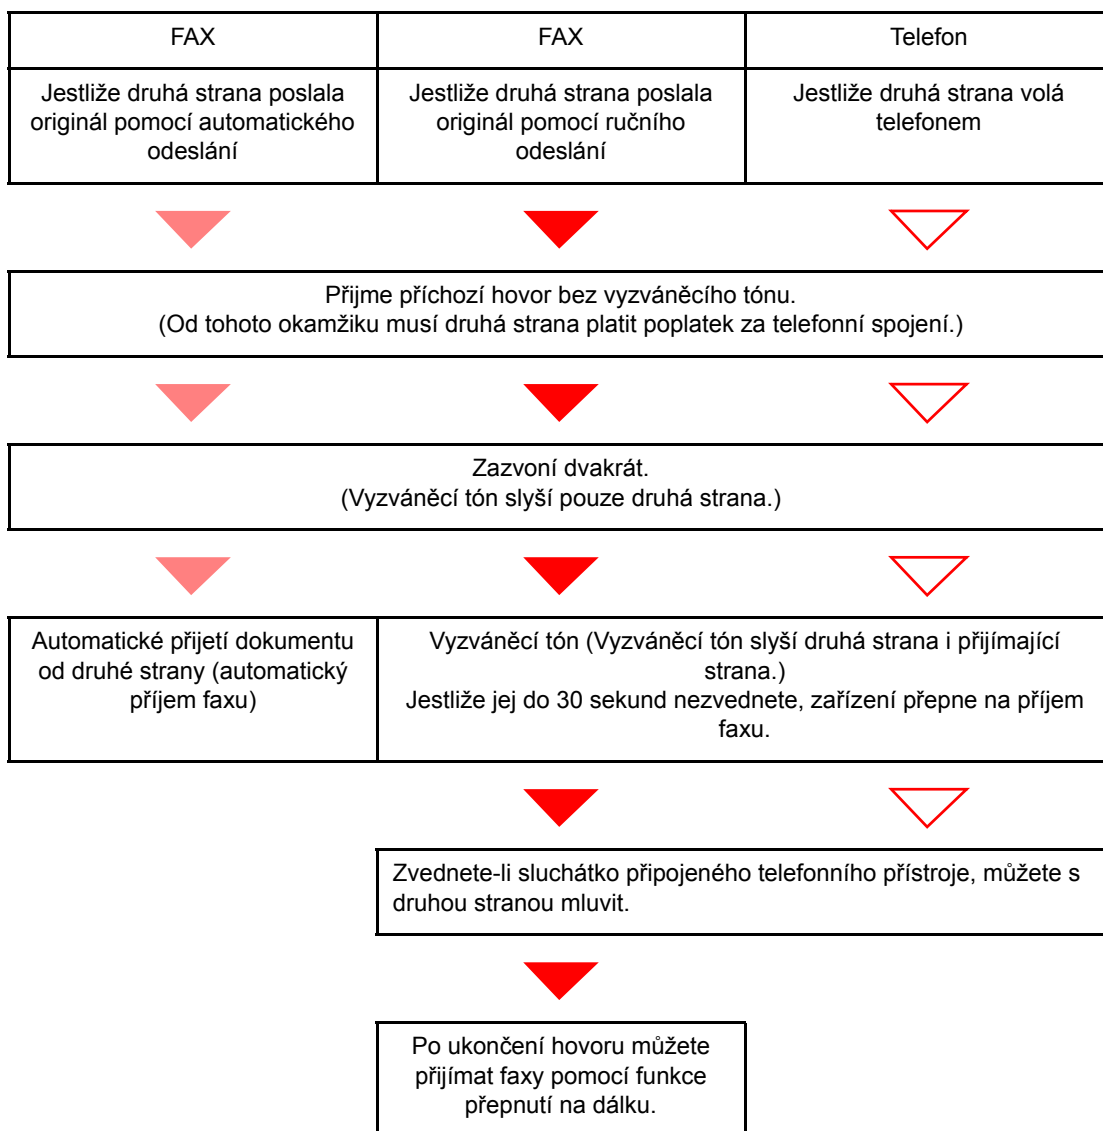 FAX
FAX
Telefon
Jestliže druhá strana poslala
originál pomocí automatického
odeslání
Jestliže druhá strana poslala
originál pomocí ručního
odeslání
Jestliže druhá strana volá
telefonem
Přijme příchozí hovor bez vyzváněcího tónu.
(Od tohoto okamžiku musí druhá strana platit poplatek za telefonní spojení.)
Zazvoní dvakrát.
(Vyzváněcí tón slyší pouze druhá strana.)
Automatické přijetí dokumentu
od druhé strany (automatický
příjem faxu)
Vyzváněcí tón (Vyzváněcí tón slyší druhá strana i přijímající
strana.)
Jestliže jej do 30 sekund nezvednete, zařízení přepne na příjem
faxu.
Zvednete-li sluchátko připojeného telefonního přístroje, můžete s
druhou stranou mluvit.
Po ukončení hovoru můžete
přijímat faxy pomocí funkce
přepnutí na dálku.